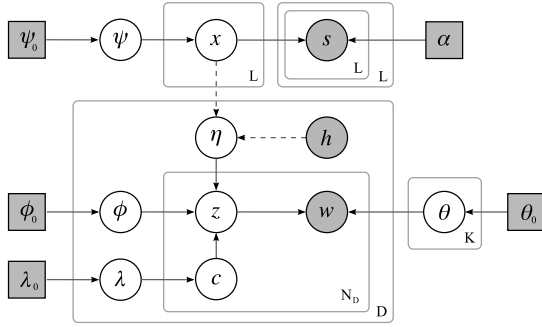 ψ₀ ψ x s α
L L L
η h
ϕ₀ ϕ z w θ θ₀
K
λ₀ λ c
N_D
D